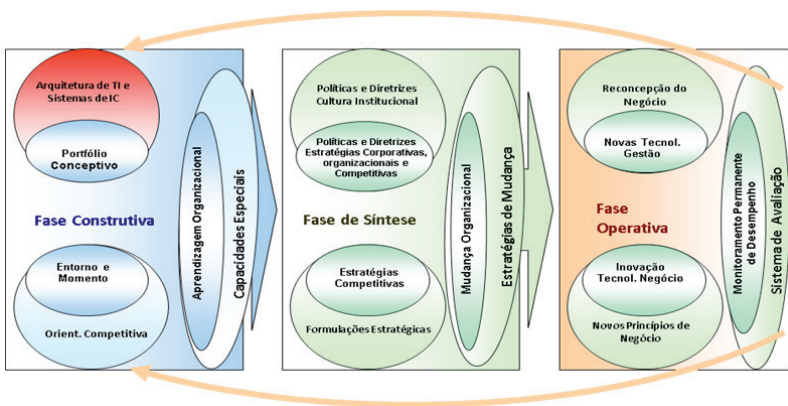 Arquitetura de TI e
Sistemas de IC
Portfólio
Conceptivo
Fase Construtiva
Entorno e
Momento
Orient. Competitiva
Aprendizagem Organizacional
Capacidades Especiais
Políticas e Diretrizes
Cultura Institucional
Políticas e Diretrizes
Estratégias Corporativas,
organizacionais e
Competitivas
Fase de Síntese
Estratégias
Competitivas
Formulações Estratégicas
Mudança Organizacional
Estratégias de Mudança
Reconcepção do
Negócio
Novas Tecnol.
Gestão
Fase
Operativa
Inovação
Tecnol. Negócio
Novos Princípios de
Negócio
Monitoramento Permanente
de Desempenho
Sistema de Avaliação